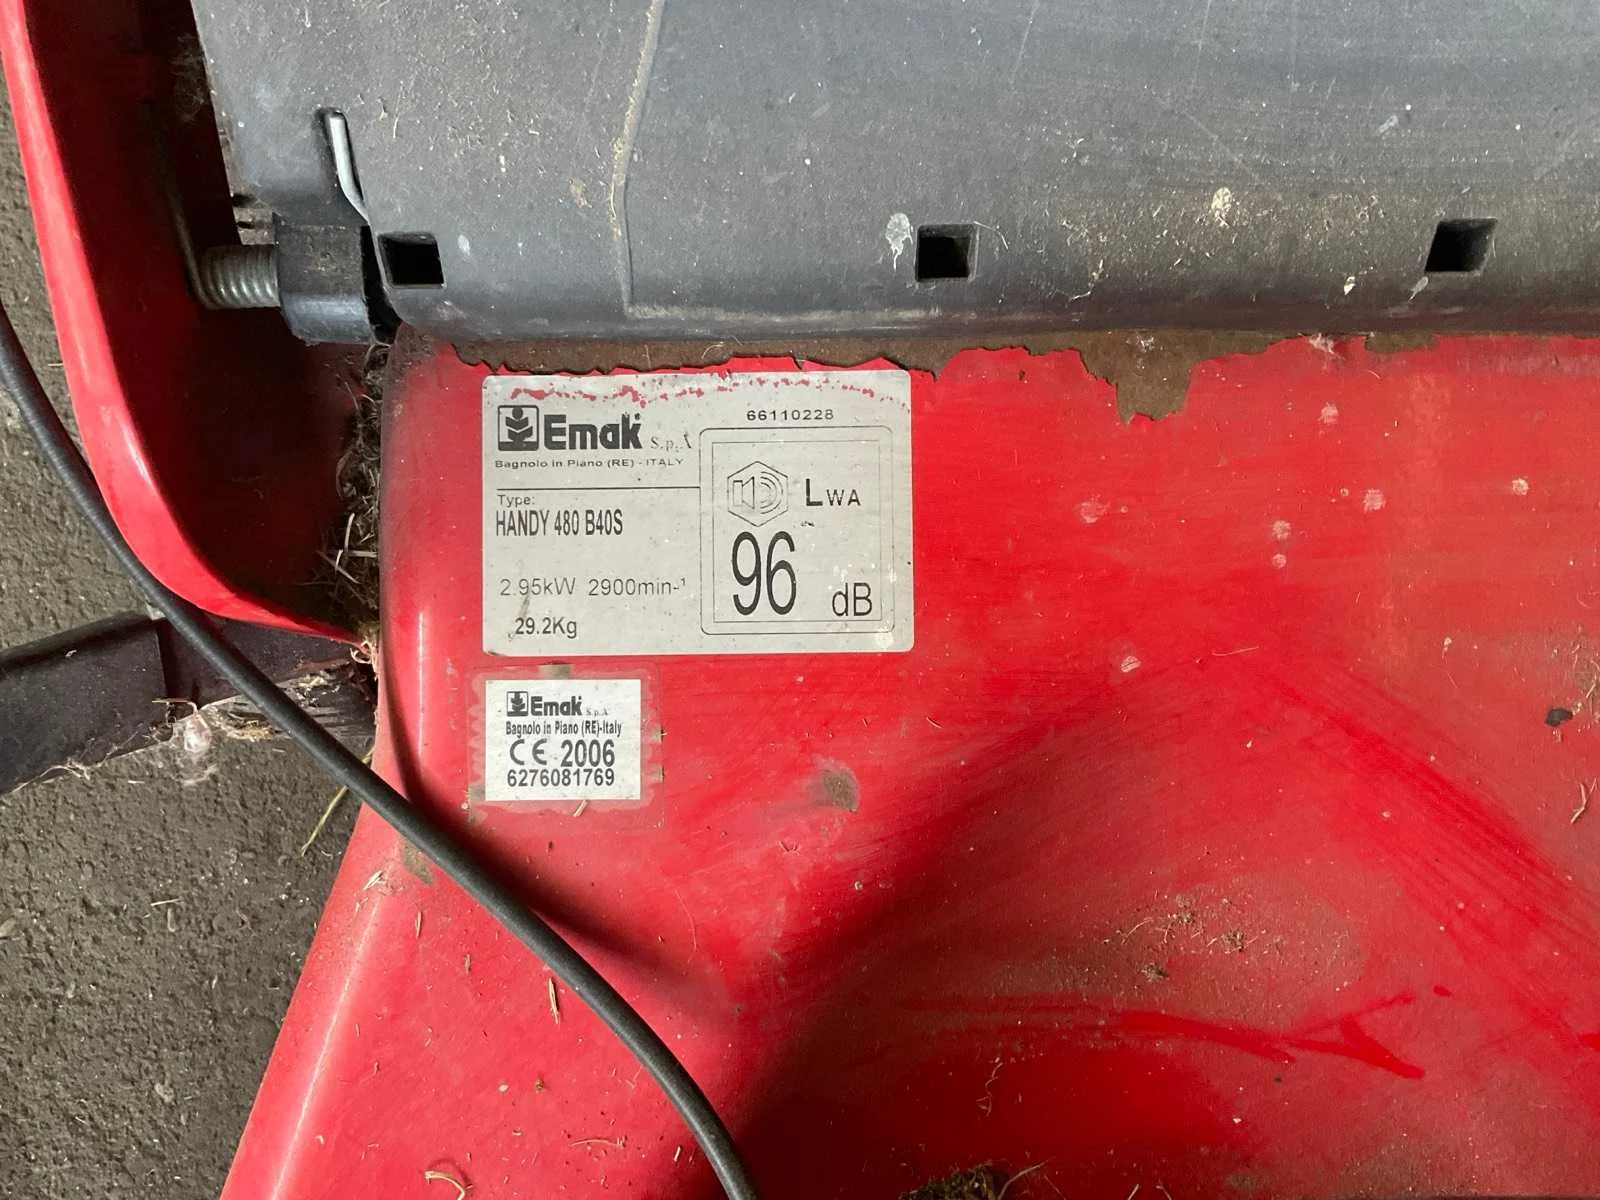 Emak S.p.A
66110228
Bagnolo in Piano (RE) - ITALY
Type:
HANDY 480 B40S
2.95kW 2900min-¹
29.2Kg
LWA
96
dB
Emak S.p.A
Bagnolo in Piano (RE)-Italy
CE 2006
6276081769